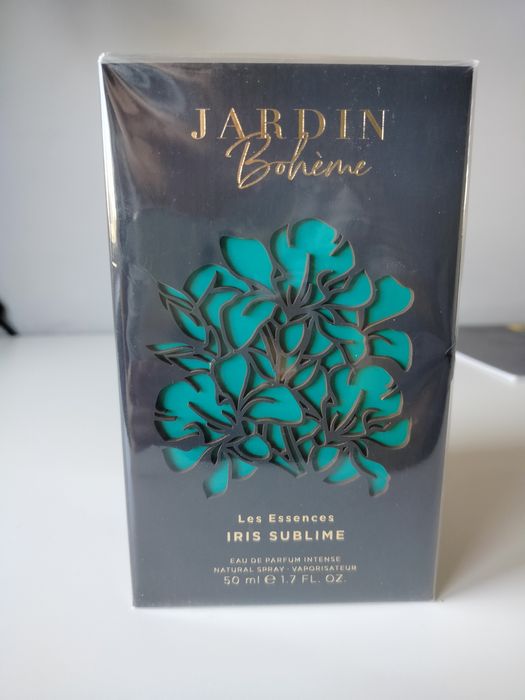 JARDIN
Bohème
Les Essences
IRIS SUBLIME
EAU DE PARFUM INTENSE
NATURAL SPRAY - VAPORISATEUR
50 ml ℮ 1.7 FL. OZ.